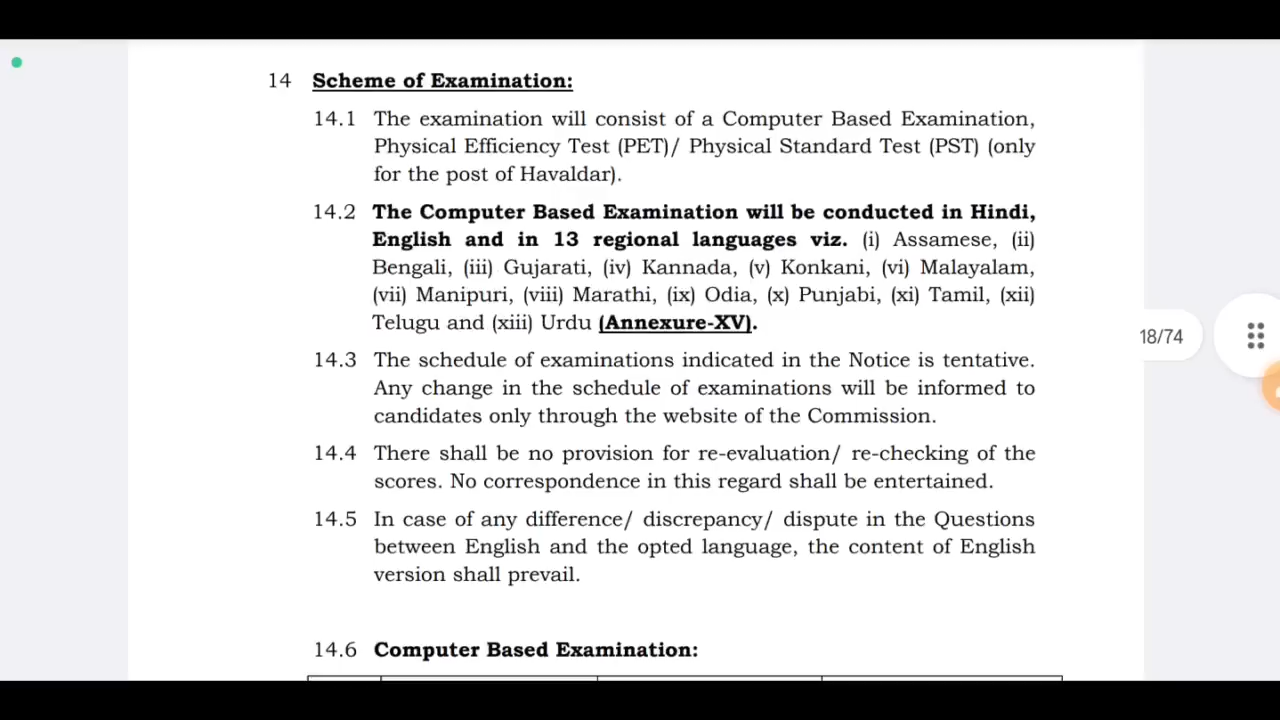 14 Scheme of Examination:
14.1 The examination will consist of a Computer Based Examination,
Physical Efficiency Test (PET)/ Physical Standard Test (PST) (only
for the post of Havaldar).
14.2 The Computer Based Examination will be conducted in Hindi,
English and in 13 regional languages viz. (i) Assamese, (ii)
Bengali, (iii) Gujarati, (iv) Kannada, (v) Konkani, (vi) Malayalam,
(vii) Manipuri, (viii) Marathi, (ix) Odia, (x) Punjabi, (xi) Tamil, (xii)
Telugu and (xiii) Urdu (Annexure-XV).
18/74
14.3 The schedule of examinations indicated in the Notice is tentative.
Any change in the schedule of examinations will be informed to
candidates only through the website of the Commission.
14.4 There shall be no provision for re-evaluation/ re-checking of the
scores. No correspondence in this regard shall be entertained.
14.5 In case of any difference/ discrepancy/ dispute in the Questions
between English and the opted language, the content of English
version shall prevail.
14.6 Computer Based Examination: